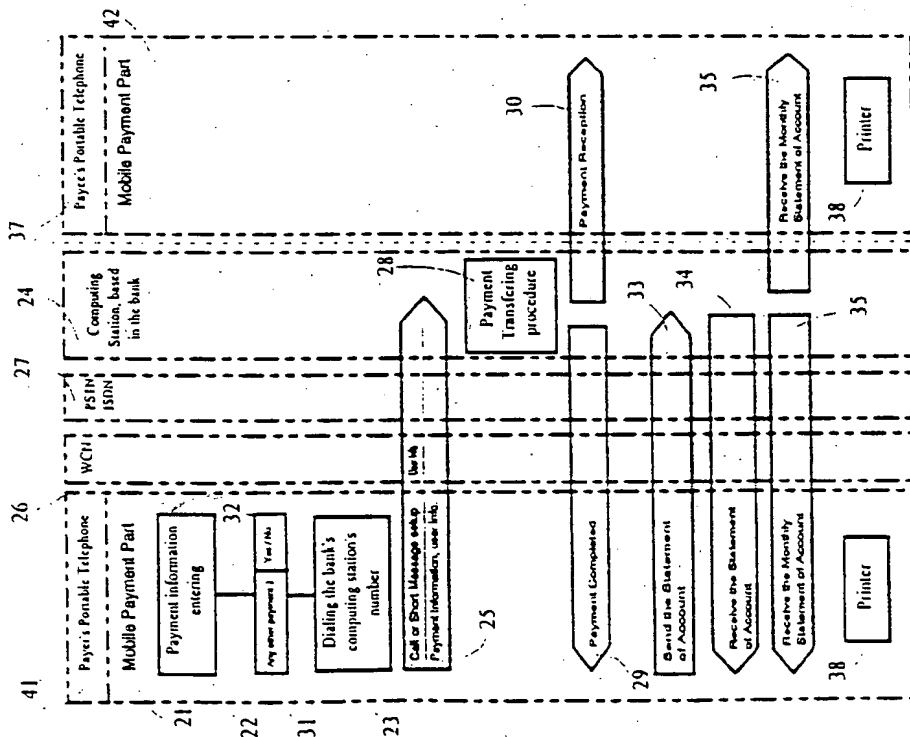 41
26
27
24
37
42
Payer's Portable Telephone
WCN
PSTN
ISDN
Computing
Station, based
in the bank
Payee's Portable Telephone
Mobile Payment Part
Mobile Payment Part
21
Payment information
entering
32
22
Any other payment
Yes / No
31
Dialing the bank's
computing station's
number
23
Call or Short Message setup
Payment Information, user Info.
25
28
Payment
Transfering
procedure
Payment Completed
29
Payment Reception
30
Send the Statement
of Account
33
Receive the Statement
of Account
34
Receive the Monthly
Statement of Account
35
Receive the Monthly
Statement of Account
35
Printer
38
Printer
38